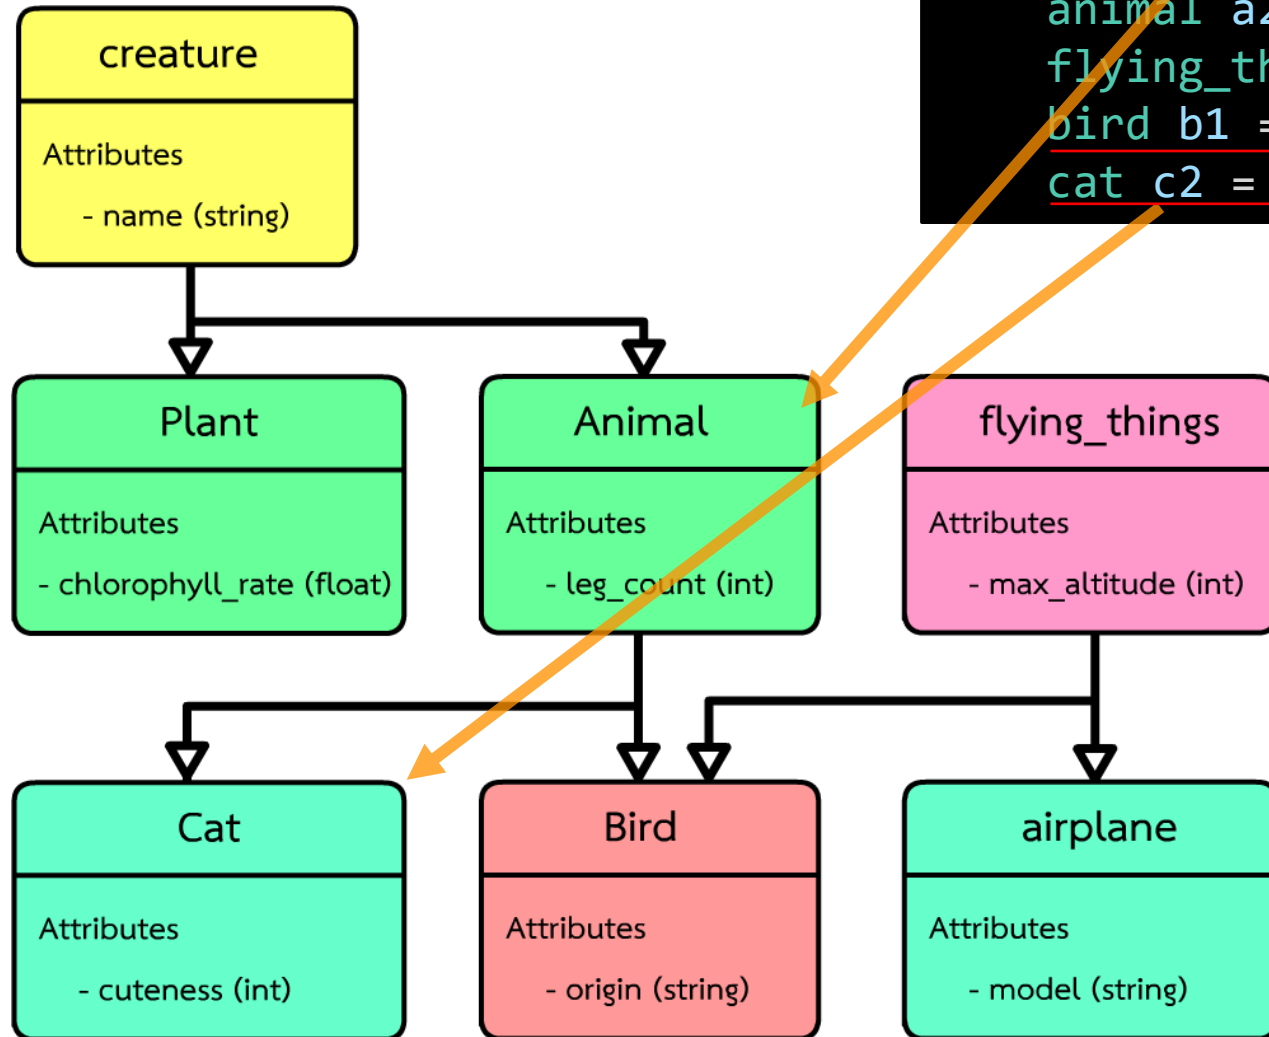 animal a2
flying_th
bird b1 =
cat c2 =
creature
Attributes
- name (string)
Plant
Attributes
- chlorophyll_rate (float)
Animal
Attributes
- leg_count (int)
flying_things
Attributes
- max_altitude (int)
Cat
Attributes
- cuteness (int)
Bird
Attributes
- origin (string)
airplane
Attributes
- model (string)